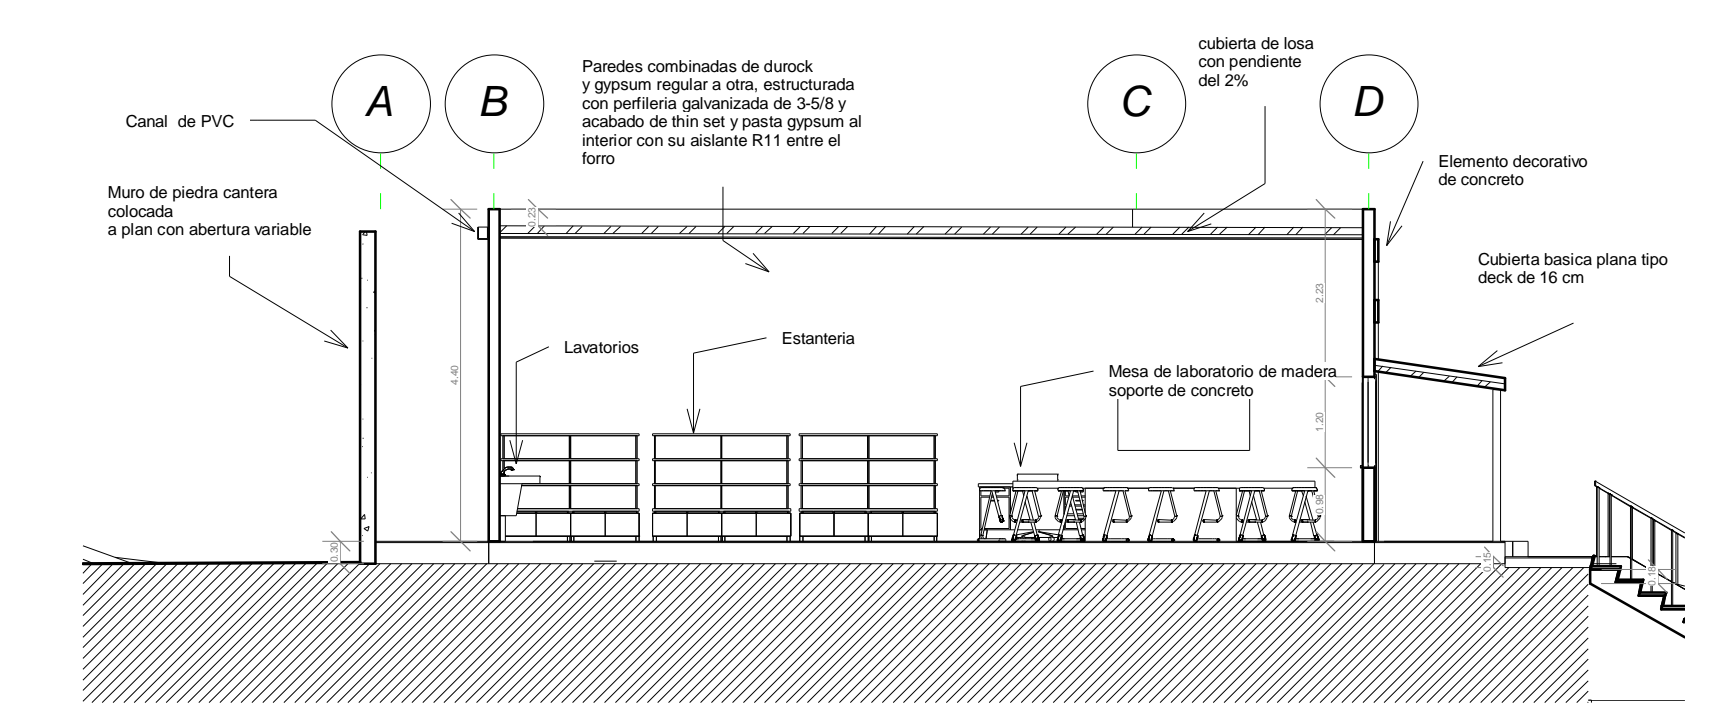 cubierta de losa
con pendiente
del 2%
A
B
C
D
Paredes combinadas de durock
y gypsum regular a otra, estructurada
con perfileria galvanizada de 3-5/8 y
acabado de thin set y pasta gypsum al
interior con su aislante R11 entre el
forro
Canal de PVC
Elemento decorativo
de concreto
Muro de piedra cantera
colocada
a plan con abertura variable
0.23
Cubierta basica plana tipo
deck de 16 cm
2.23
Lavatorios
Estanteria
4.40
Mesa de laboratorio de madera
soporte de concreto
1.20
0.98
0.30
0.15
0.18